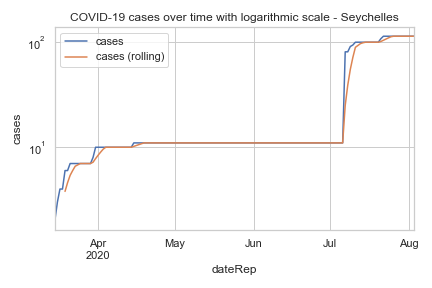 COVID-19 cases over time with logarithmic scale - Seychelles
cases
cases (rolling)
10²
10¹
cases
Apr
2020
May
Jun
Jul
Aug
dateRep